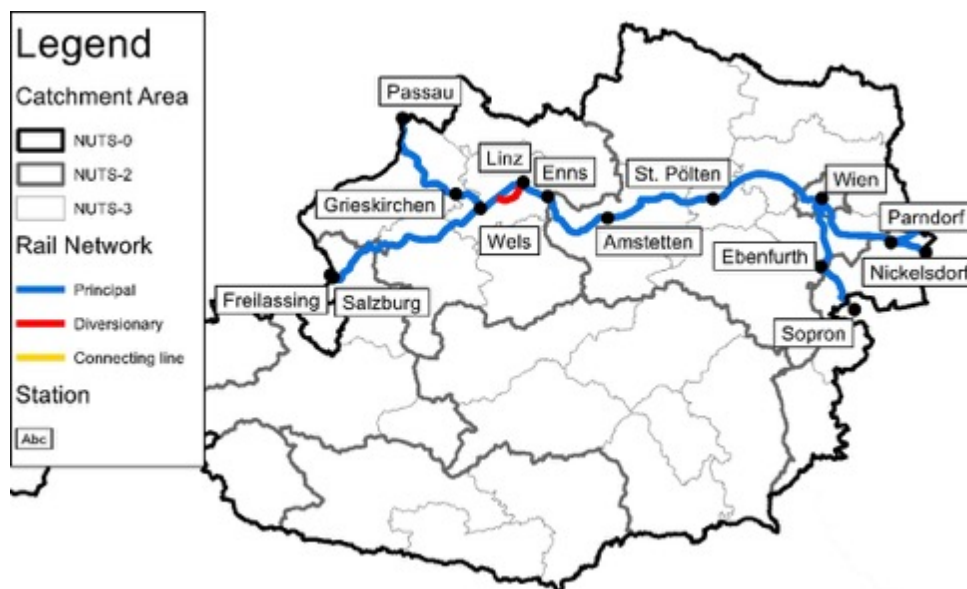 Legend
Catchment Area
NUTS-0
NUTS-2
NUTS-3
Rail Network
Principal
Diversionary
Connecting line
Station
Abc
Passau
Linz
Enns
St. Pölten
Wien
Grieskirchen
Parndorf
Wels
Amstetten
Ebenfurth
Nickelsdorf
Freilassing
Salzburg
Sopron